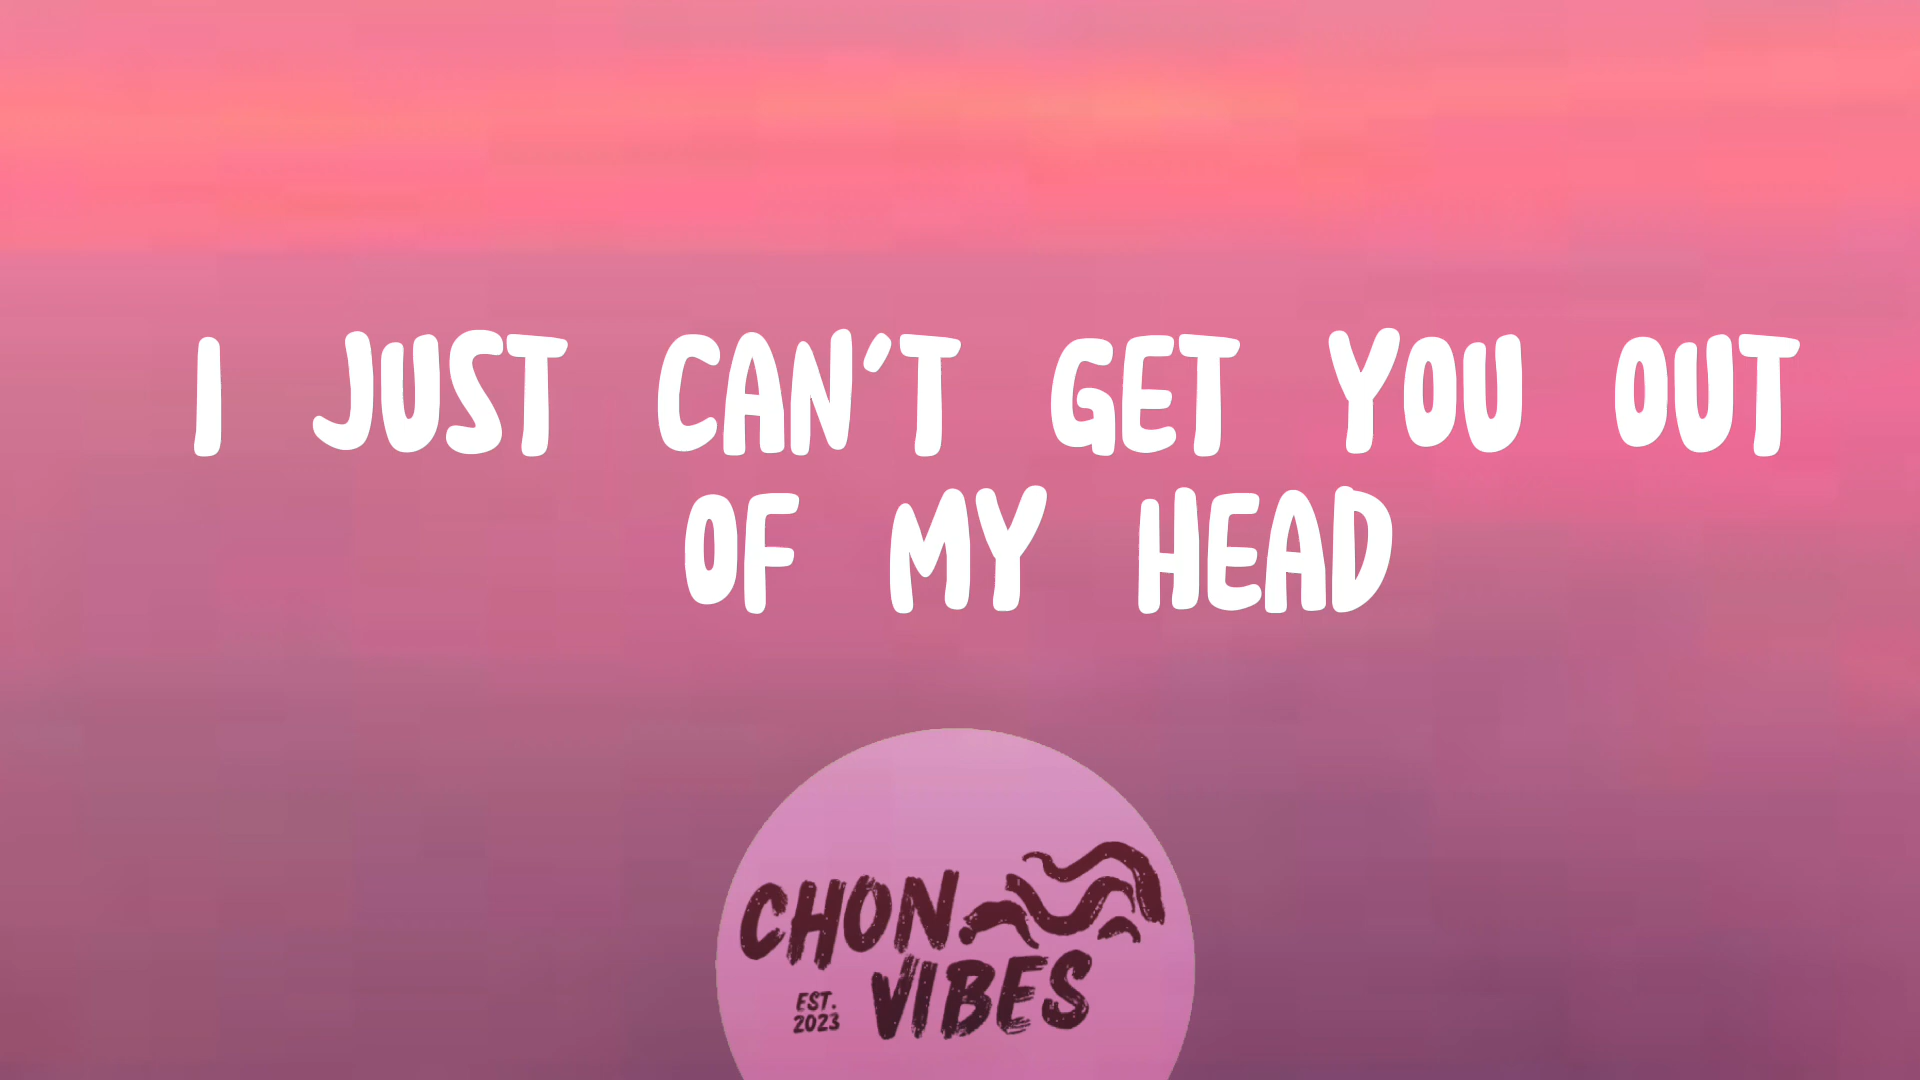 I JUST CAN'T GET YOU OUT
OF MY HEAD
CHON
VIBES
EST.
2023